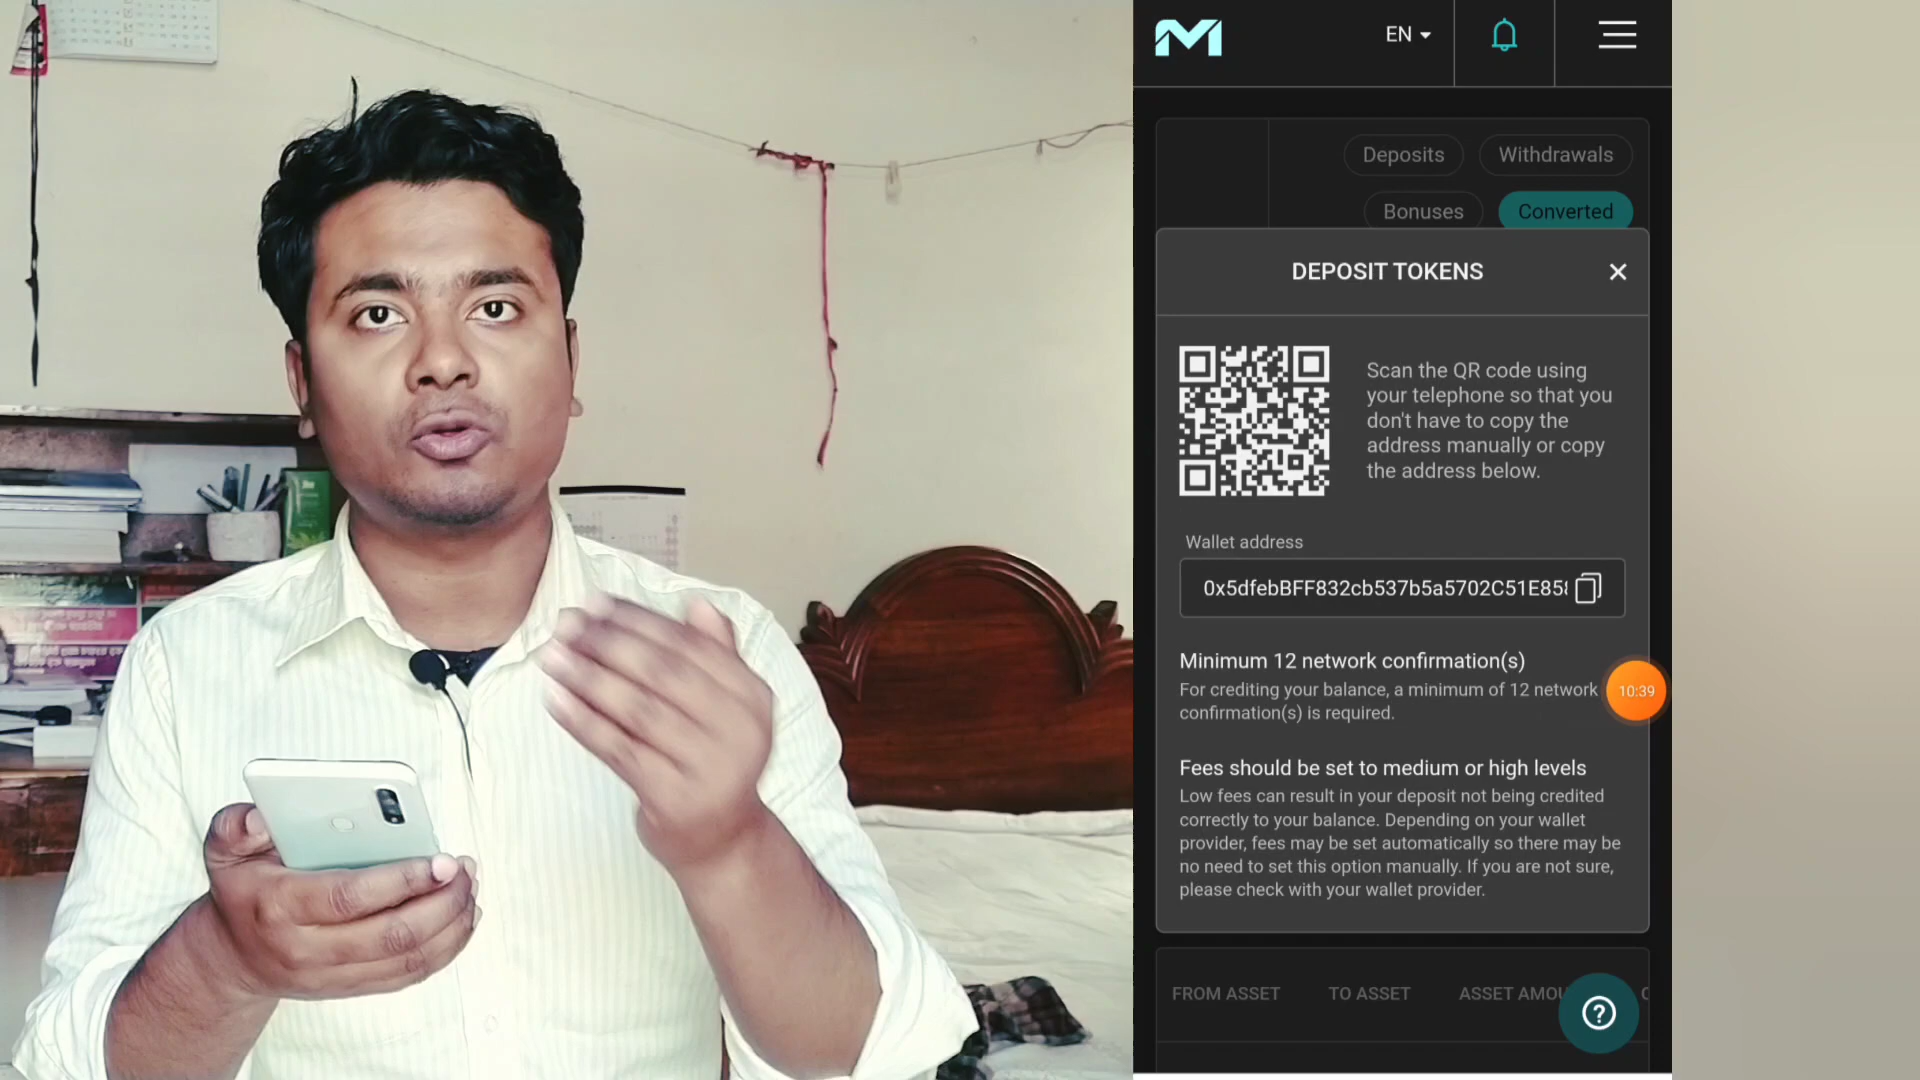 EN
Deposits
Withdrawals
Bonuses
Converted
DEPOSIT TOKENS
Scan the QR code using
your telephone so that you
don't have to copy the
address manually or copy
the address below.
Wallet address
0x5dfebBFF832cb537b5a5702C51E85
Minimum 12 network confirmation(s)
For crediting your balance, a minimum of 12 network
confirmation(s) is required.
10:39
Fees should be set to medium or high levels
Low fees can result in your deposit not being credited
correctly to your balance. Depending on your wallet
provider, fees may be set automatically so there may be
no need to set this option manually. If you are not sure,
please check with your wallet provider.
FROM ASSET
TO ASSET
ASSET AMOU